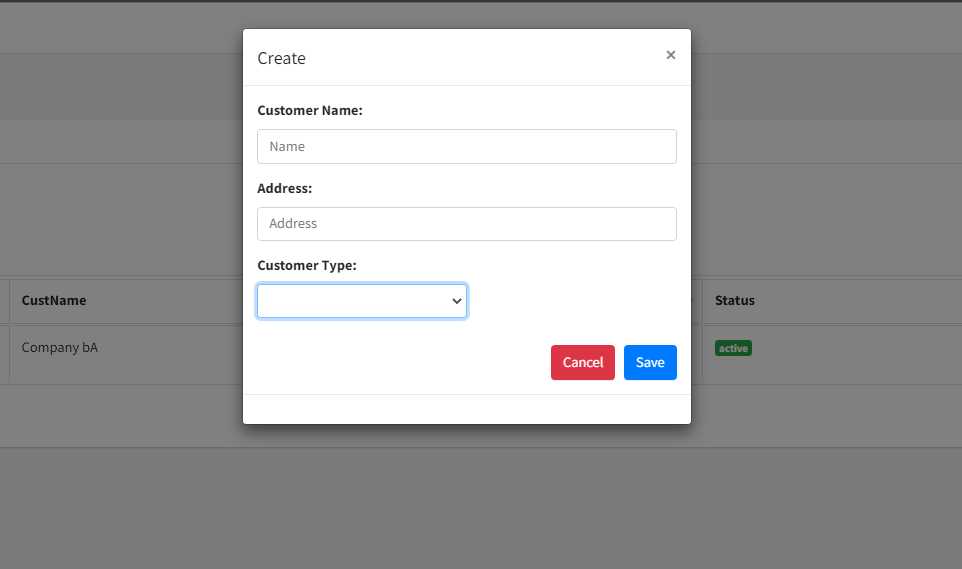 Create ×
Customer Name:
Name
Address:
Address
Customer Type:
CustName Status
Company bA active
Cancel Save